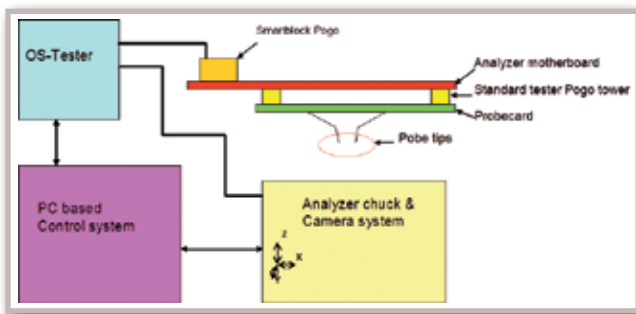 OS-Tester
Smartblock Pogo
Analyzer motherboard
Standard tester Pogo tower
Probecard
Pobe tips
PC based
Control system
Analyzer chuck &
Camera system
Z
X
Y